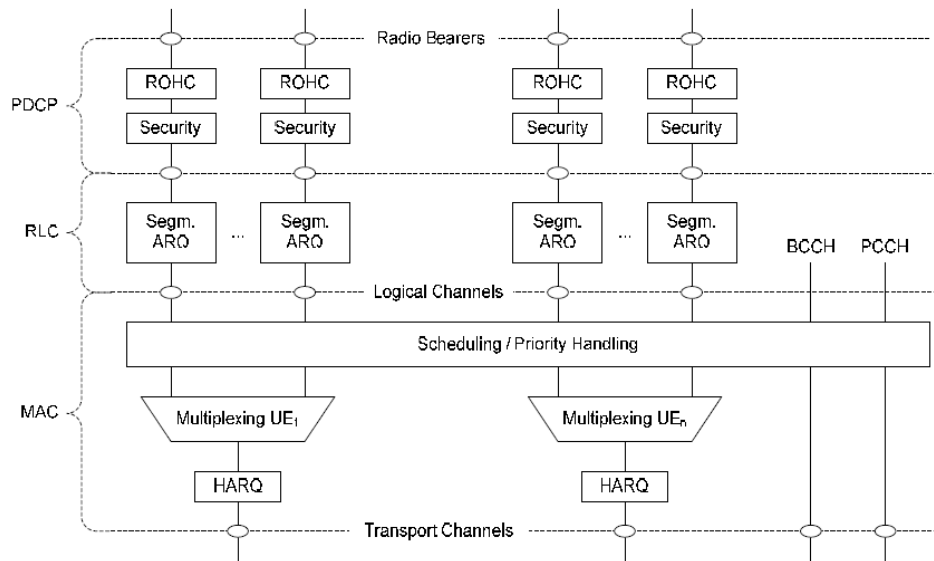 Radio Bearers
ROHC ROHC ROHC ROHC
PDCP
Security Security Security Security
Segm. Segm. Segm. Segm.
ARQ ... ARQ ARQ ... ARQ
RLC
BCCH PCCH
Logical Channels
Scheduling / Priority Handling
MAC
Multiplexing UE1 Multiplexing UEn
HARQ HARQ
Transport Channels